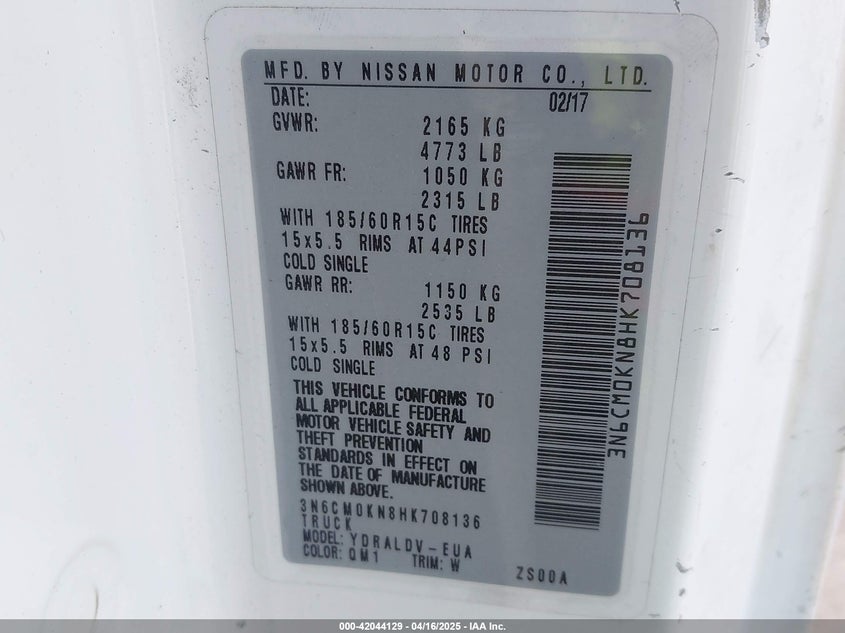 MFD. BY NISSAN MOTOR CO., LTD.
DATE: 02/17
GVWR: 2165 KG
4773 LB
GAWR FR: 1050 KG
2315 LB
WITH 185/60R15C TIRES
15x5.5 RIMS AT 44PSI
COLD SINGLE
GAWR RR: 1150 KG
2535 LB
WITH 185/60R15C TIRES
15x5.5 RIMS AT 48 PSI
COLD SINGLE
THIS VEHICLE CONFORMS TO
ALL APPLICABLE FEDERAL
MOTOR VEHICLE SAFETY AND
THEFT PREVENTION
STANDARDS IN EFFECT ON
THE DATE OF MANUFACTURE
SHOWN ABOVE.
3N6CM0KN8HK708136
TRUCK
MODEL: YDRALDV-EUA
COLOR: QM1 TRIM: W
ZS00A
3N6CM0KN8HK708136
000-42044129 - 04/16/2025 - IAA Inc.